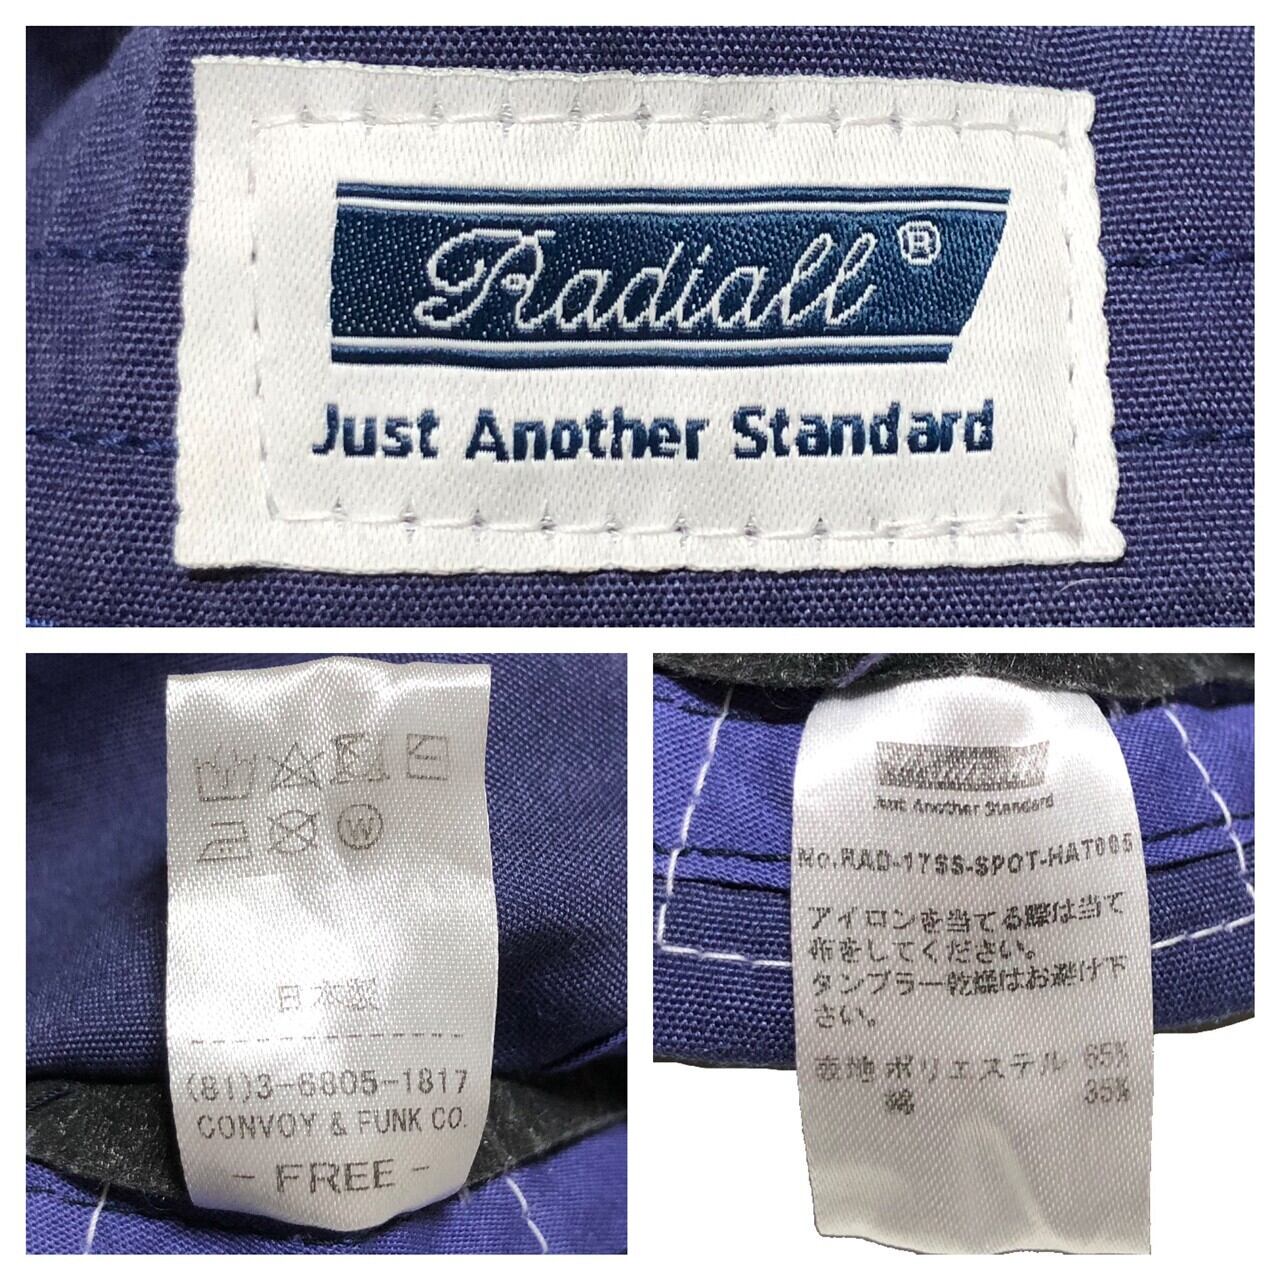 Radiall®
Just Another Standard
W
日本製
(81)3-6805-1817
CONVOY & FUNK CO.
- FREE -
Radiall
Just Another Standard
No.RAD-17SS-SPOT-HAT005
アイロンを当てる際は当て
布をしてください。
タンブラー乾燥はお避け下
さい。
表地 ポリエステル 65%
綿 35%